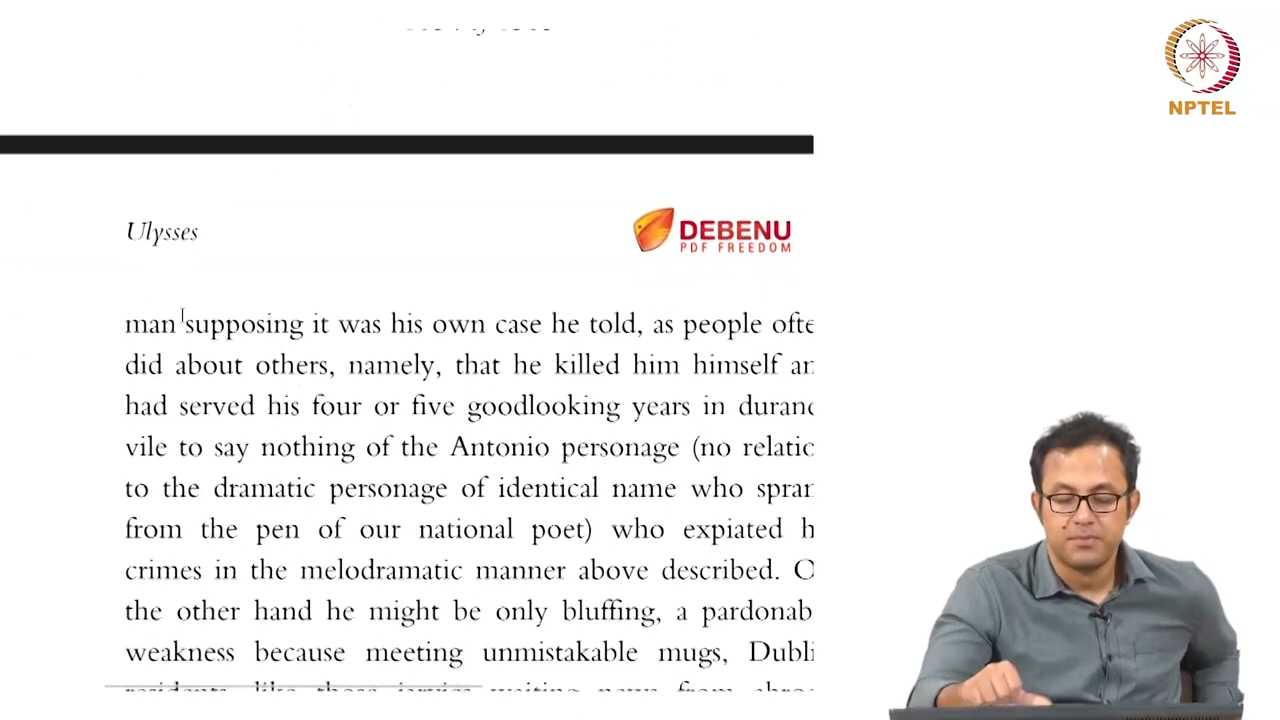 NPTEL
Ulysses
DEBENU
PDF FREEDOM
man supposing it was his own case he told, as people ofte
did about others, namely, that he killed him himself an
had served his four or five goodlooking years in duranc
vile to say nothing of the Antonio personage (no relatio
to the dramatic personage of identical name who spran
from the pen of our national poet) who expiated h
crimes in the melodramatic manner above described. O
the other hand he might be only bluffing, a pardonab
weakness because meeting unmistakable mugs, Dubli